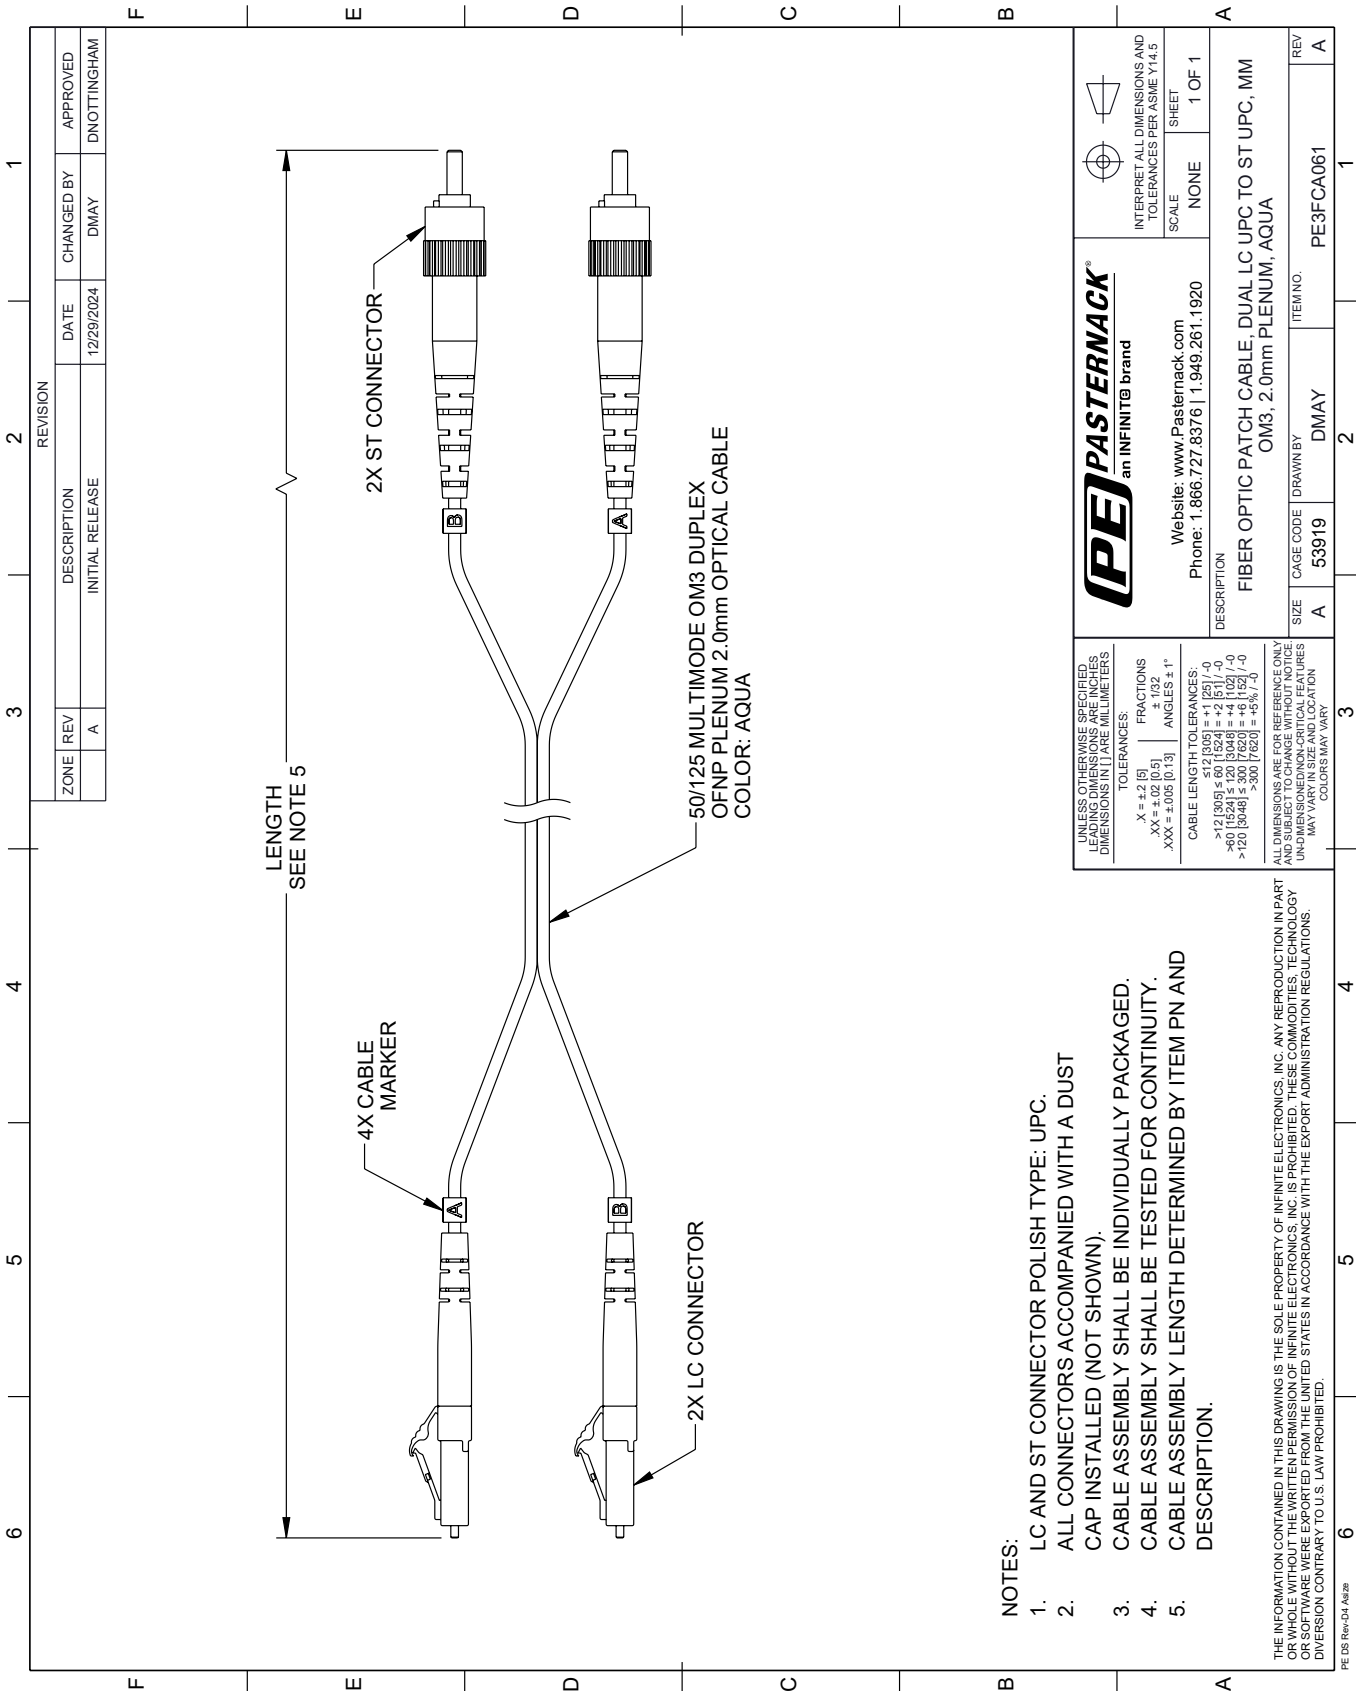 REVISION
ZONE REV DESCRIPTION DATE CHANGED BY APPROVED
A INITIAL RELEASE 12/29/2024 DMAY DNOTTINGHAM
6 5 4 3 2 1
F
E
D
C
B
A
LENGTH
SEE NOTE 5
4X CABLE
MARKER
2X ST CONNECTOR
A
B
B
A
2X LC CONNECTOR
50/125 MULTIMODE OM3 DUPLEX
OFNP PLENUM 2.0mm OPTICAL CABLE
COLOR: AQUA
NOTES:
1. LC AND ST CONNECTOR POLISH TYPE: UPC.
2. ALL CONNECTORS ACCOMPANIED WITH A DUST
CAP INSTALLED (NOT SHOWN).
3. CABLE ASSEMBLY SHALL BE INDIVIDUALLY PACKAGED.
4. CABLE ASSEMBLY SHALL BE TESTED FOR CONTINUITY.
5. CABLE ASSEMBLY LENGTH DETERMINED BY ITEM PN AND
DESCRIPTION.
THE INFORMATION CONTAINED IN THIS DRAWING IS THE SOLE PROPERTY OF INFINITE ELECTRONICS, INC. ANY REPRODUCTION IN PART
OR WHOLE WITHOUT THE WRITTEN PERMISSION OF INFINITE ELECTRONICS, INC. IS PROHIBITED. THESE COMMODITIES, TECHNOLOGY
OR SOFTWARE WERE EXPORTED FROM THE UNITED STATES IN ACCORDANCE WITH THE EXPORT ADMINISTRATION REGULATIONS.
DIVERSION CONTRARY TO U.S. LAW PROHIBITED.
UNLESS OTHERWISE SPECIFIED
LEADING DIMENSIONS ARE INCHES
DIMENSIONS IN [ ] ARE MILLIMETERS
TOLERANCES:
.X = ±.2 [5]
.XX = ±.02 [0.5]
.XXX = ±.005 [0.13]
FRACTIONS
± 1/32
ANGLES ± 1°
CABLE LENGTH TOLERANCES:
≤12 [305] = +1 [25] / -0
>12 [305] ≤ 60 [1524] = +2 [51] / -0
>60 [1524] ≤ 120 [3048] = +4 [102] / -0
>120 [3048] ≤ 300 [7620] = +6 [152] / -0
>300 [7620] = +5% / -0
ALL DIMENSIONS ARE FOR REFERENCE ONLY
AND SUBJECT TO CHANGE WITHOUT NOTICE.
UN-DIMENSIONED/NON-CRITICAL FEATURES
MAY VARY IN SIZE AND LOCATION
COLORS MAY VARY
PE PASTERNACK®
an INFINIT@ brand
Website: www.Pasternack.com
Phone: 1.866.727.8376 | 1.949.261.1920
INTERPRET ALL DIMENSIONS AND
TOLERANCES PER ASME Y14.5
SCALE
NONE
SHEET
1 OF 1
DESCRIPTION
FIBER OPTIC PATCH CABLE, DUAL LC UPC TO ST UPC, MM
OM3, 2.0mm PLENUM, AQUA
SIZE
A
CAGE CODE
53919
DRAWN BY
DMAY
ITEM NO.
PE3FCA061
REV
A
F
E
D
C
B
A
6 5 4 3 2 1
PE DS Rev-D4 Asize